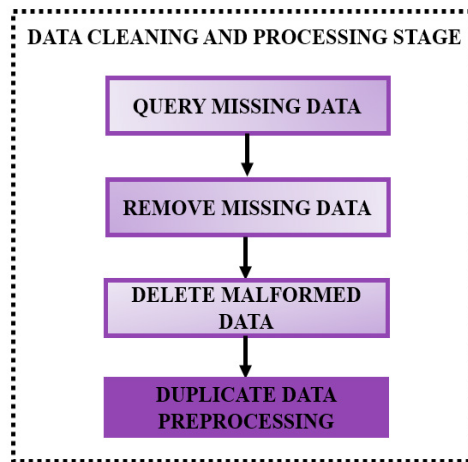 DATA CLEANING AND PROCESSING STAGE
QUERY MISSING DATA
REMOVE MISSING DATA
DELETE MALFORMED
DATA
DUPLICATE DATA
PREPROCESSING